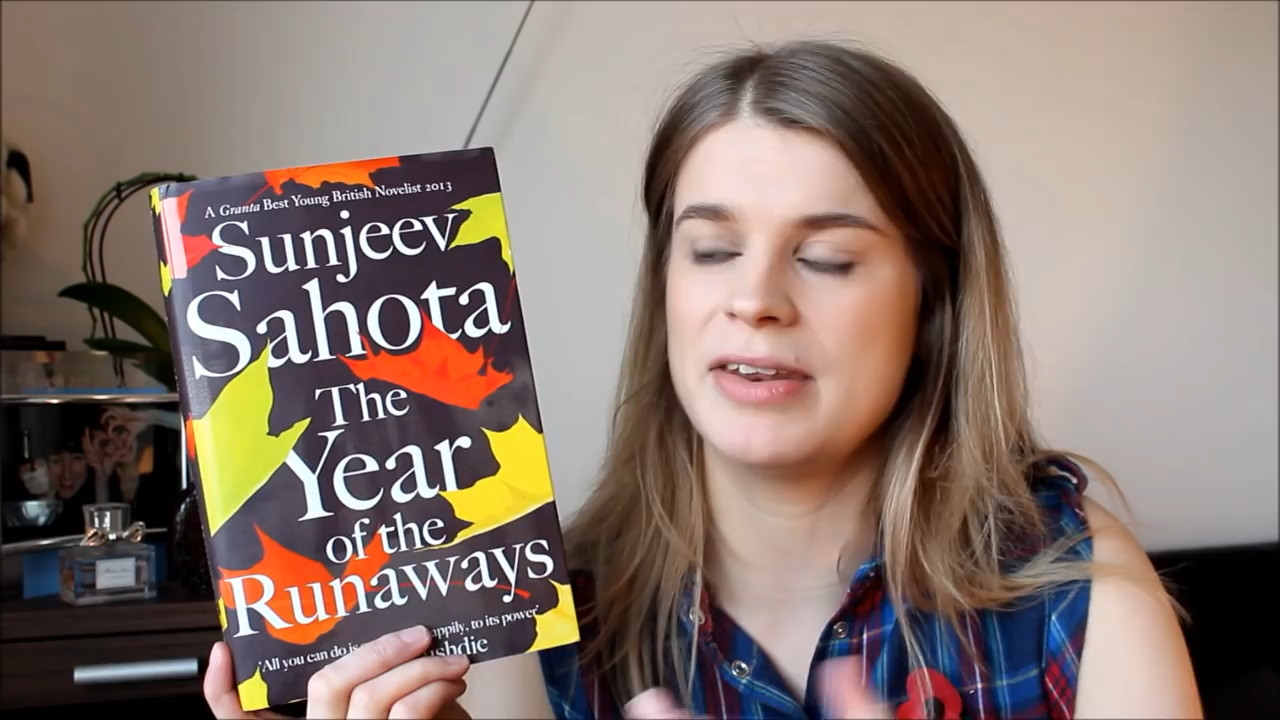 A Granta Best Young British Novelist 2013
Sunjeev
Sahota
The
Year
of the
Runaways
'All you can do is appily, to its power'
shdie